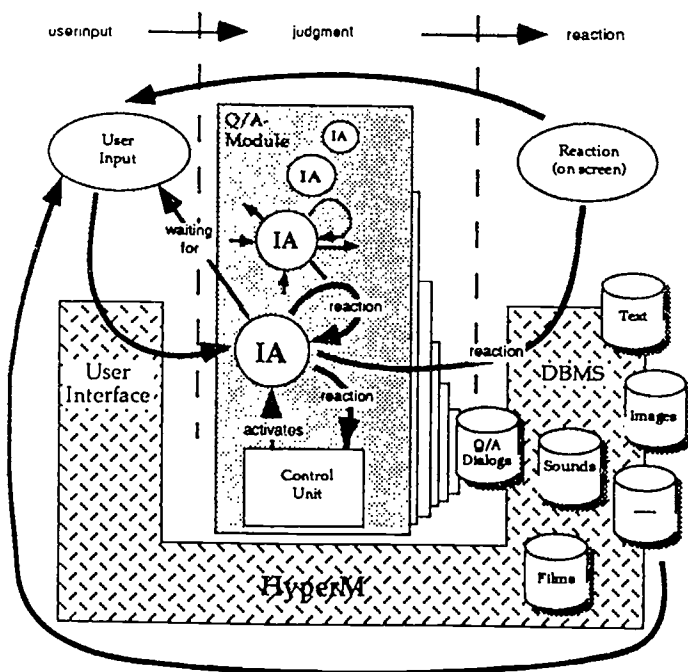 userinput
judgment
reaction
Q/A-
Module
IA
IA
IA
User
Input
Reaction
(on screen)
waiting
for
reaction
IA
reaction
reaction
activates
Control
Unit
User
Interface
DBMS
Text
Images
Q/A
Dialogs
Sounds
—
Films
HyperM